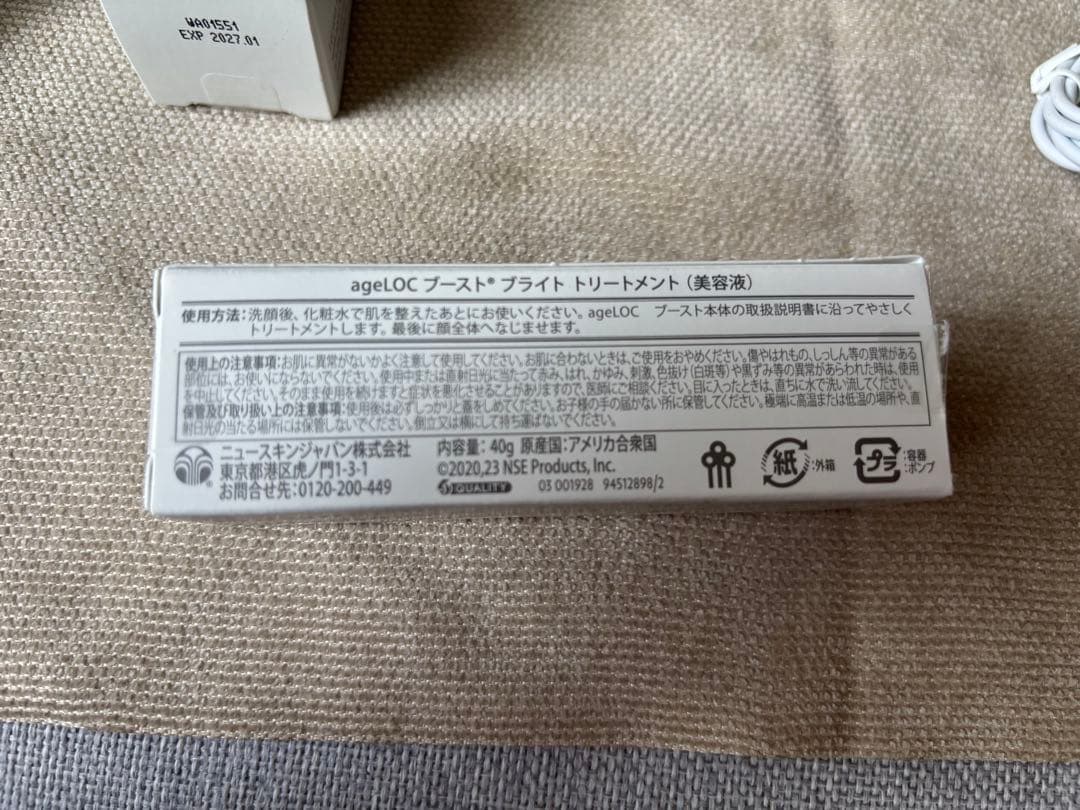 WA01551
EXP 2027.01
ageLOC ブースト® ブライト トリートメント（美容液）
使用方法：洗顔後、化粧水で肌を整えたあとにお使いください。ageLOC ブースト本体の取扱説明書に沿ってやさしく
トリートメントします。最後に顔全体へなじませます。
使用上の注意事項：お肌に異常がないかよく注意して使用してください。お肌に合わないときは、ご使用をおやめください。傷やはれもの、しっしん等の異常がある
部位には、お使いにならないでください。使用中または直射日光に当たって赤み、はれ、かゆみ、刺激、色抜け（白斑等）や黒ずみ等の異常があらわれた時は、使用
を中止してください。そのまま使用を続けますと症状を悪化させることがありますので、医師にご相談ください。目に入ったときは、直ちに水で洗い流してください。
保管及び取り扱い上の注意事項：使用後は必ずしっかりと蓋をしめてください。お子様の手の届かない所に保管してください。極端に高温または低温の場所や、直
射日光の当たる場所には保管しないでください。倒立又は横にして持ち運ばないでください。
ニュースキンジャパン株式会社
東京都港区虎ノ門1-3-1
お問合せ先：0120-200-449
内容量：40g 原産国：アメリカ合衆国
©2020,23 NSE Products, Inc.
QUALITY 03 001928 94512898/2
紙 ：外箱
プラ ：容器
：ポンプ